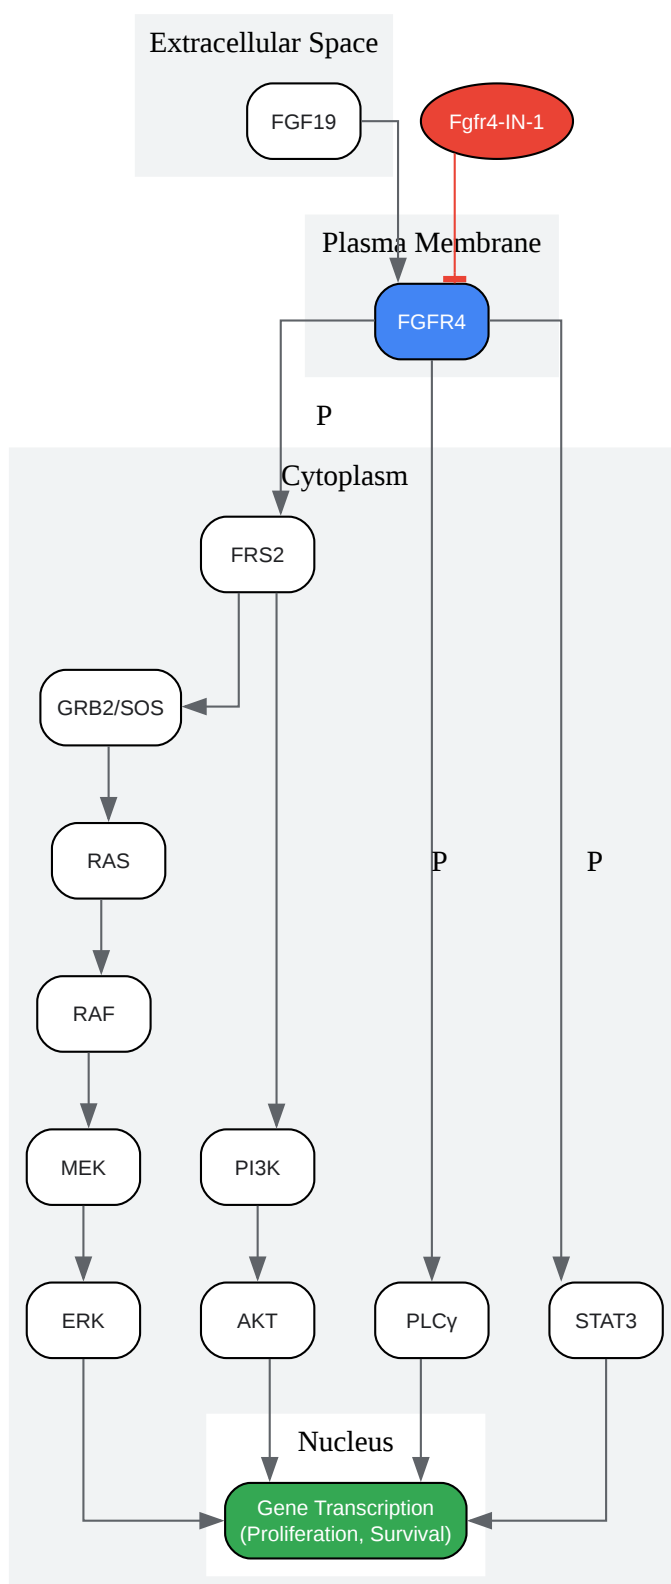 Extracellular Space
FGF19
Fgfr4-IN-1
Plasma Membrane
FGFR4
P
Cytoplasm
FRS2
GRB2/SOS
RAS
P
P
RAF
MEK
PI3K
ERK
AKT
PLCγ
STAT3
Nucleus
Gene Transcription
(Proliferation, Survival)